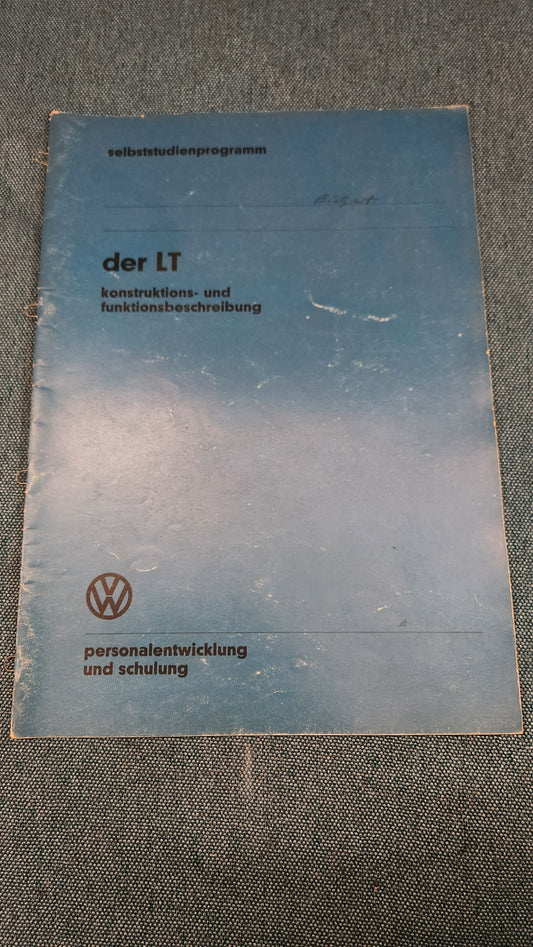 selbststudienprogramm
der LT
konstruktions- und
funktionsbeschreibung
VW
personalentwicklung
und schulung